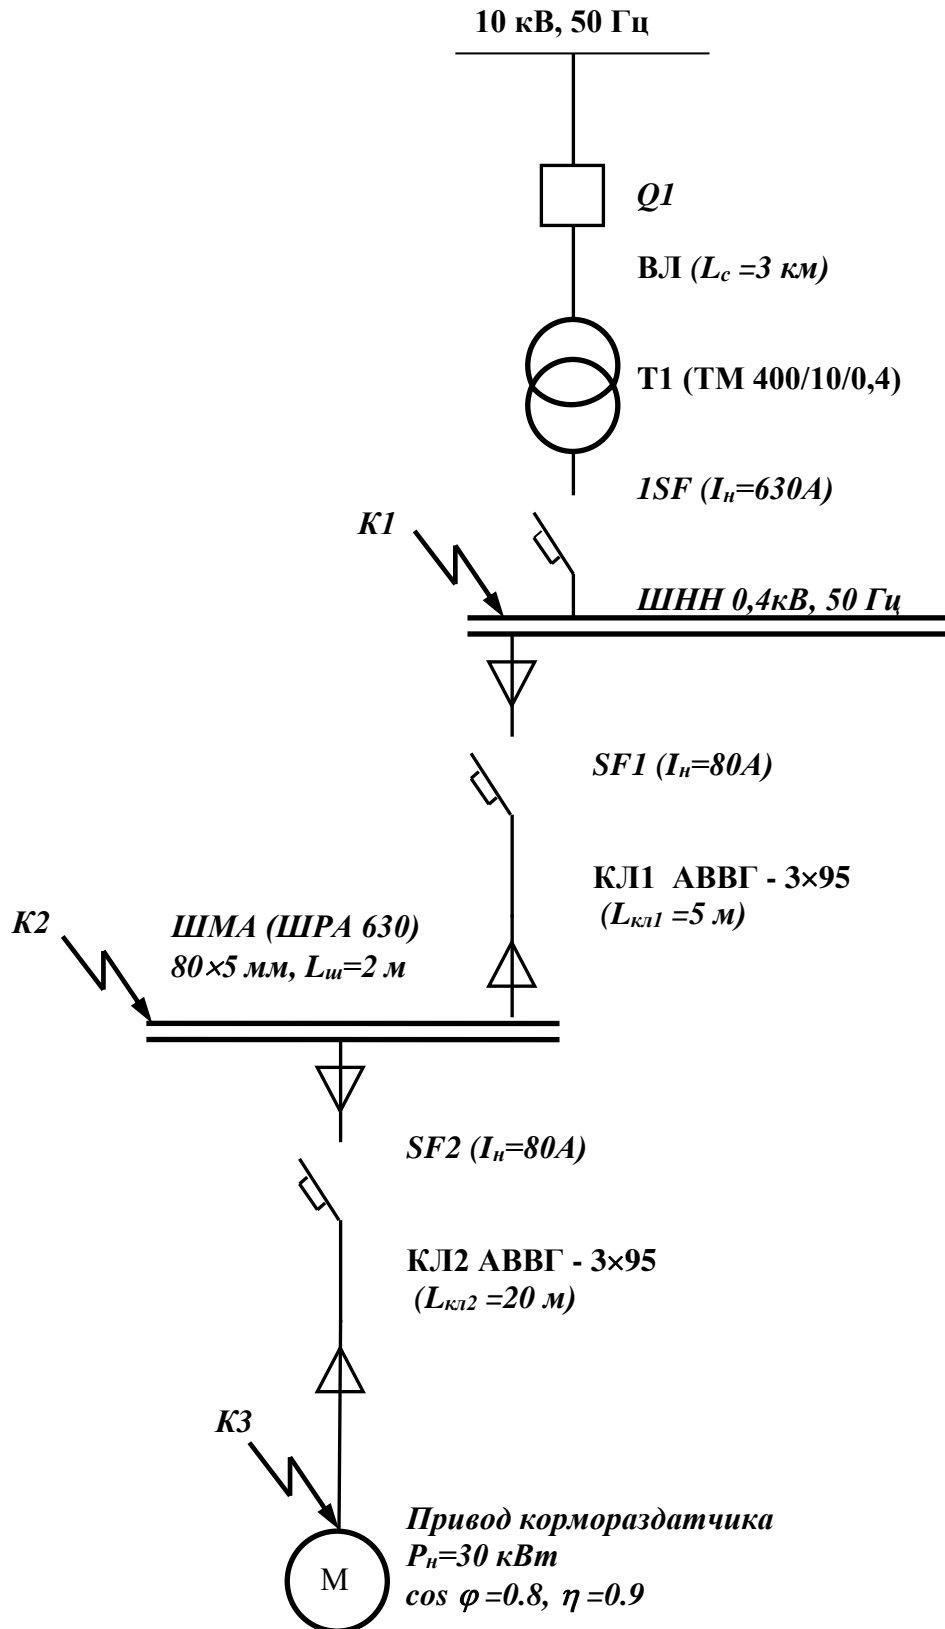 10 кВ, 50 Гц
Q1
ВЛ (Lс =3 км)
Т1 (ТМ 400/10/0,4)
1SF (Iн=630А)
К1
ШНН 0,4кВ, 50 Гц
SF1 (Iн=80А)
КЛ1 АВВГ - 3×95
(Lкл1 =5 м)
К2
ШМА (ШРА 630)
80×5 мм, Lш=2 м
SF2 (Iн=80А)
КЛ2 АВВГ - 3×95
(Lкл2 =20 м)
К3
Привод кормораздатчика
Рн=30 кВт
cos φ=0.8, η=0.9
М